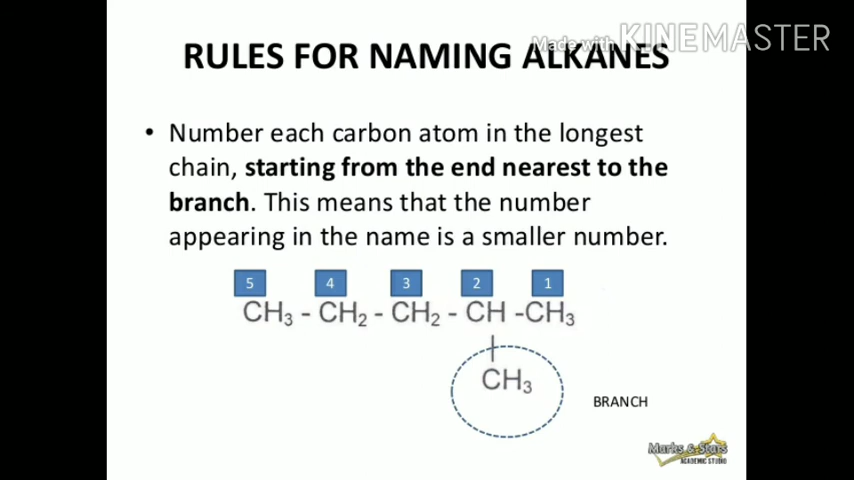 Made with KINEMASTER
RULES FOR NAMING ALKANES
• Number each carbon atom in the longest
chain, starting from the end nearest to the
branch. This means that the number
appearing in the name is a smaller number.
5 4 3 2 1
CH₃ - CH₂ - CH₂ - CH -CH₃
CH₃
BRANCH
Marks & Stars
ACADEMIC STUDIO